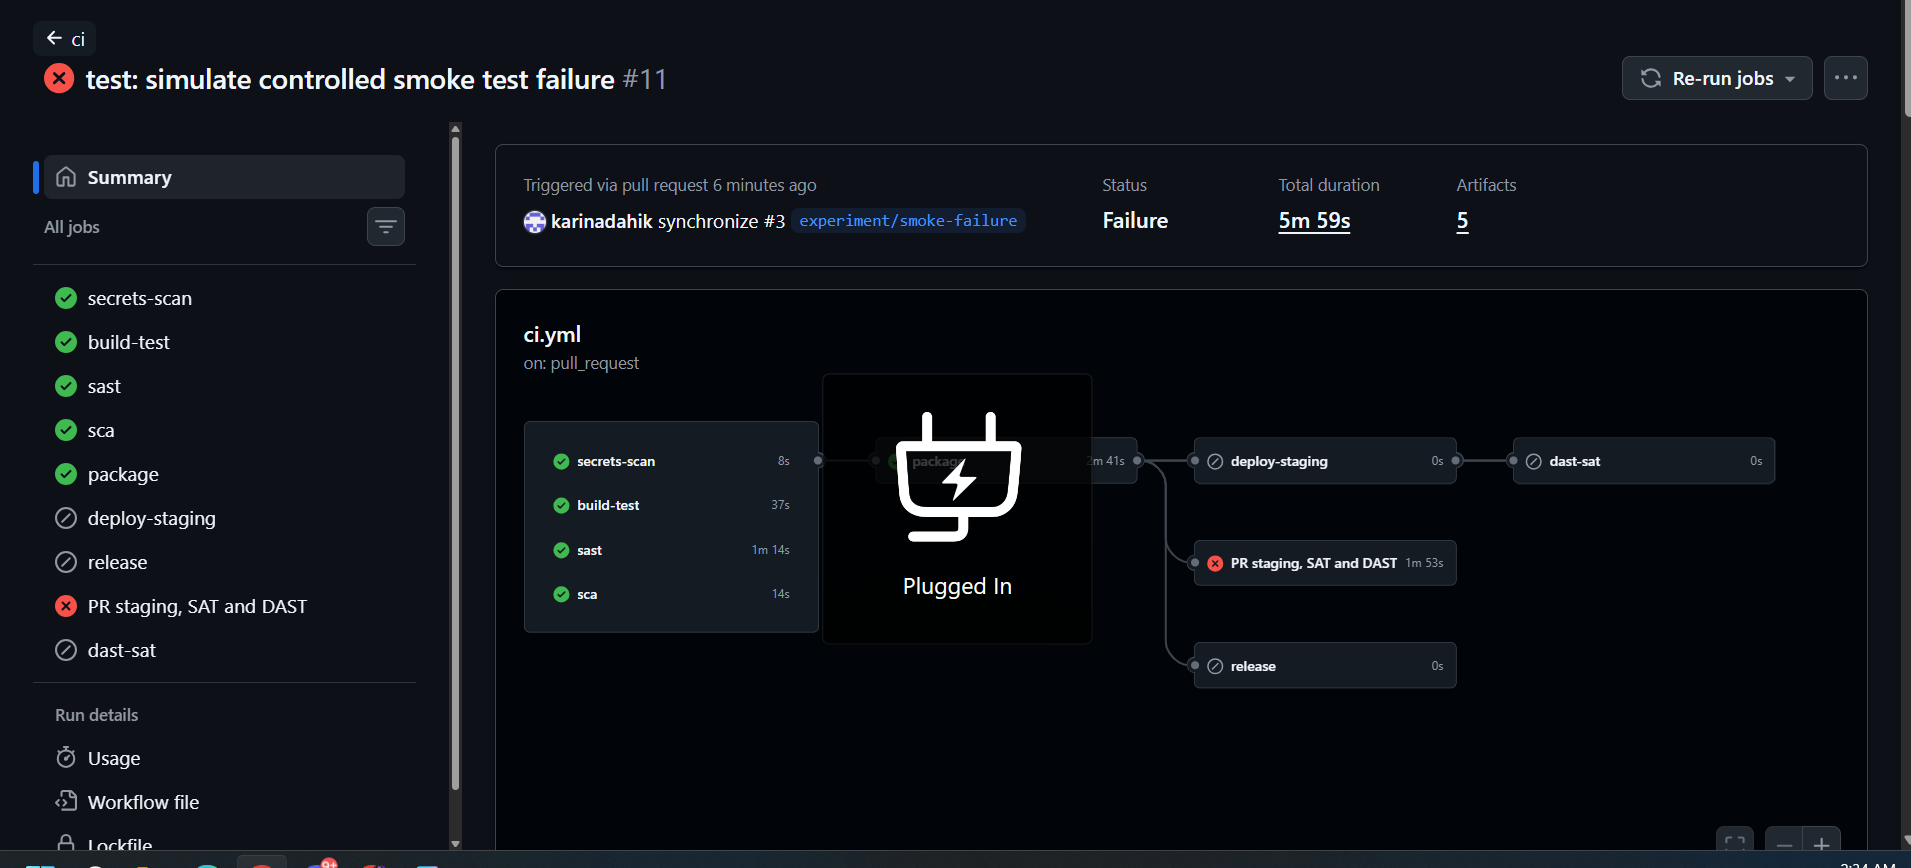 ci
test: simulate controlled smoke test failure #11
Re-run jobs
Summary
All jobs
secrets-scan
build-test
sast
sca
package
deploy-staging
release
PR staging, SAT and DAST
dast-sat
Run details
Usage
Workflow file
Lockfile
Triggered via pull request 6 minutes ago
karinadahik synchronize #3 experiment/smoke-failure
Status
Failure
Total duration
5m 59s
Artifacts
5
ci.yml
on: pull_request
secrets-scan 8s
build-test 37s
sast 1m 14s
sca 14s
package 2m 41s
Plugged In
deploy-staging 0s
dast-sat 0s
PR staging, SAT and DAST 1m 53s
release 0s
9+